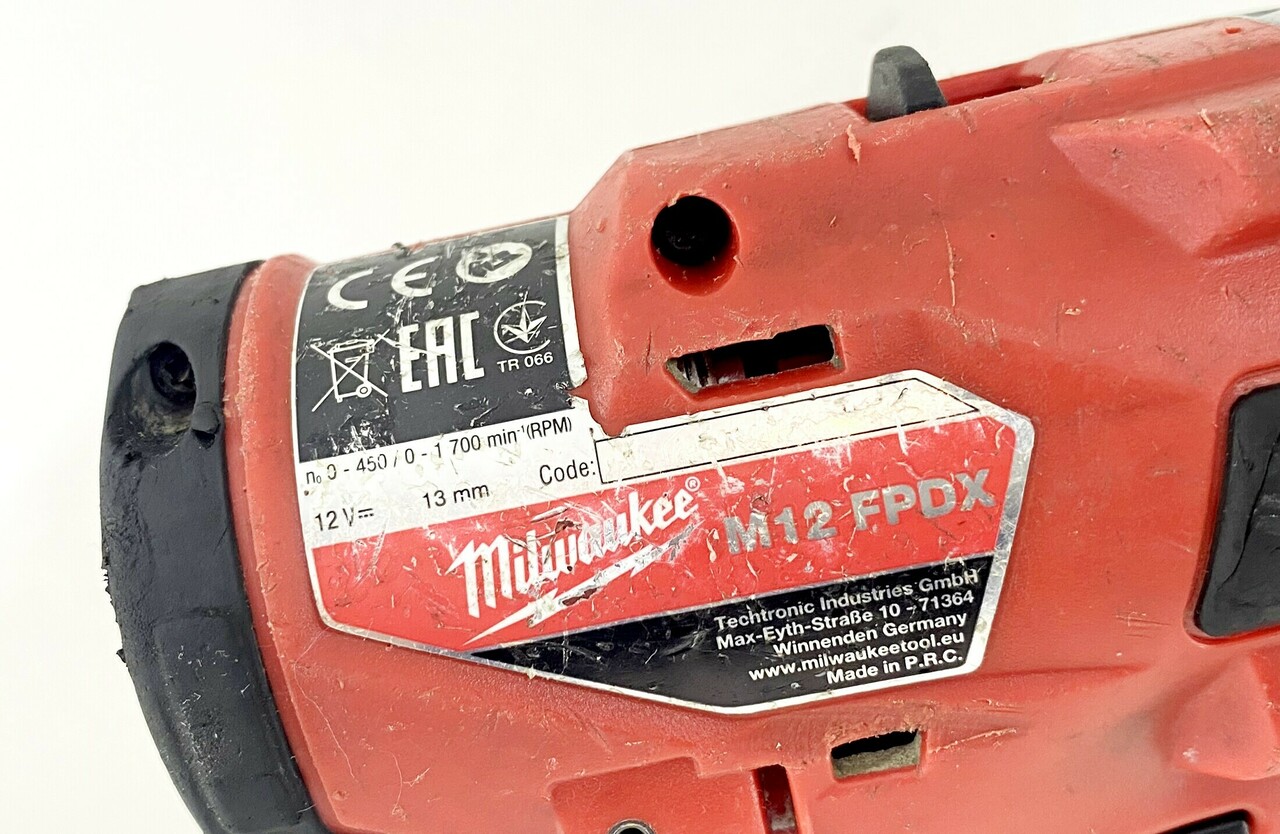 CE
EAC
TR 066
n₀ 0 - 450 / 0 - 1 700 min⁻¹ (RPM)
12 V⎓ 13 mm Code:
Milwaukee®
M12 FPDX
Techtronic Industries GmbH
Max-Eyth-Straße 10 - 71364
Winnenden Germany
www.milwaukeetool.eu
Made in P.R.C.